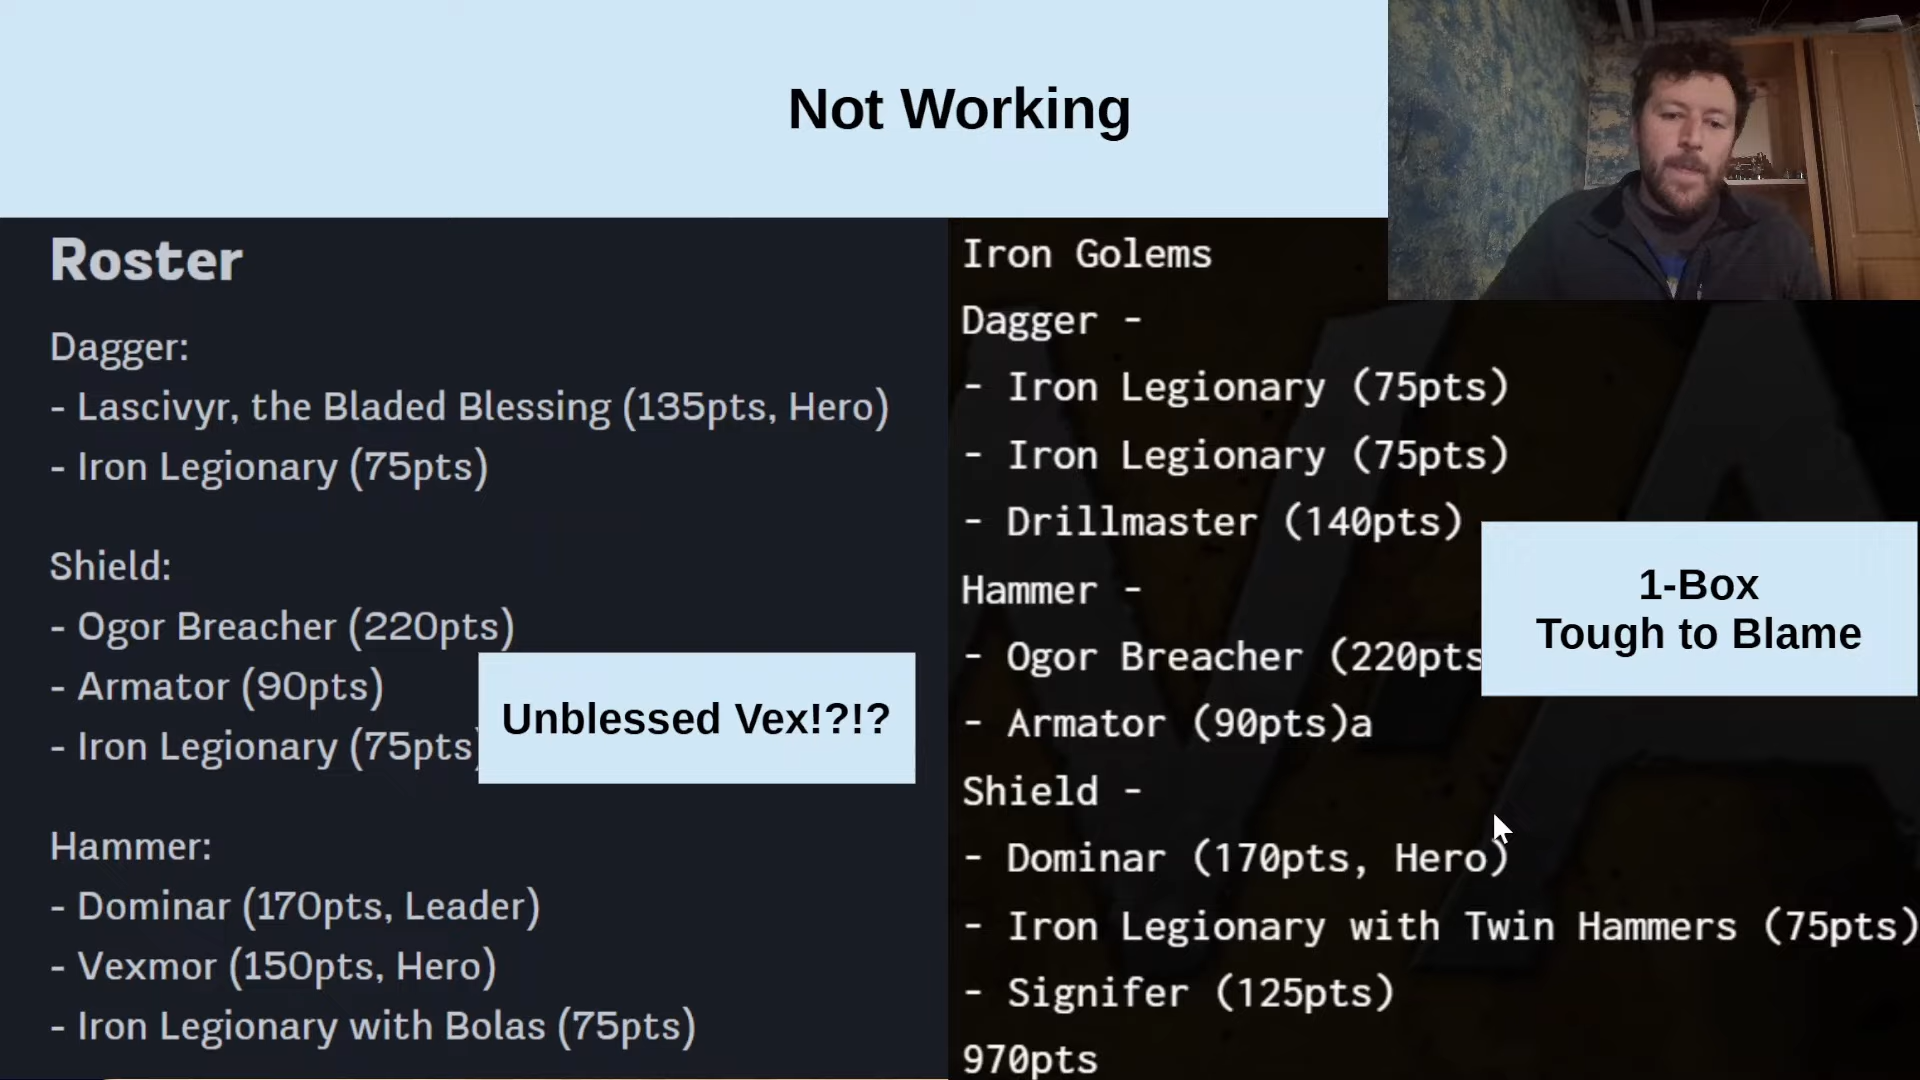 Not Working
Roster
Dagger:
- Lascivyr, the Bladed Blessing (135pts, Hero)
- Iron Legionary (75pts)
Shield:
- Ogor Breacher (220pts)
- Armator (90pts)
- Iron Legionary (75pts)
Unblessed Vex!?!?
Hammer:
- Dominar (170pts, Leader)
- Vexmor (150pts, Hero)
- Iron Legionary with Bolas (75pts)
Iron Golems
Dagger -
- Iron Legionary (75pts)
- Iron Legionary (75pts)
- Drillmaster (140pts)
Hammer -
- Ogor Breacher (220pts
- Armator (90pts)a
1-Box
Tough to Blame
Shield -
- Dominar (170pts, Hero)
- Iron Legionary with Twin Hammers (75pts)
- Signifer (125pts)
970pts